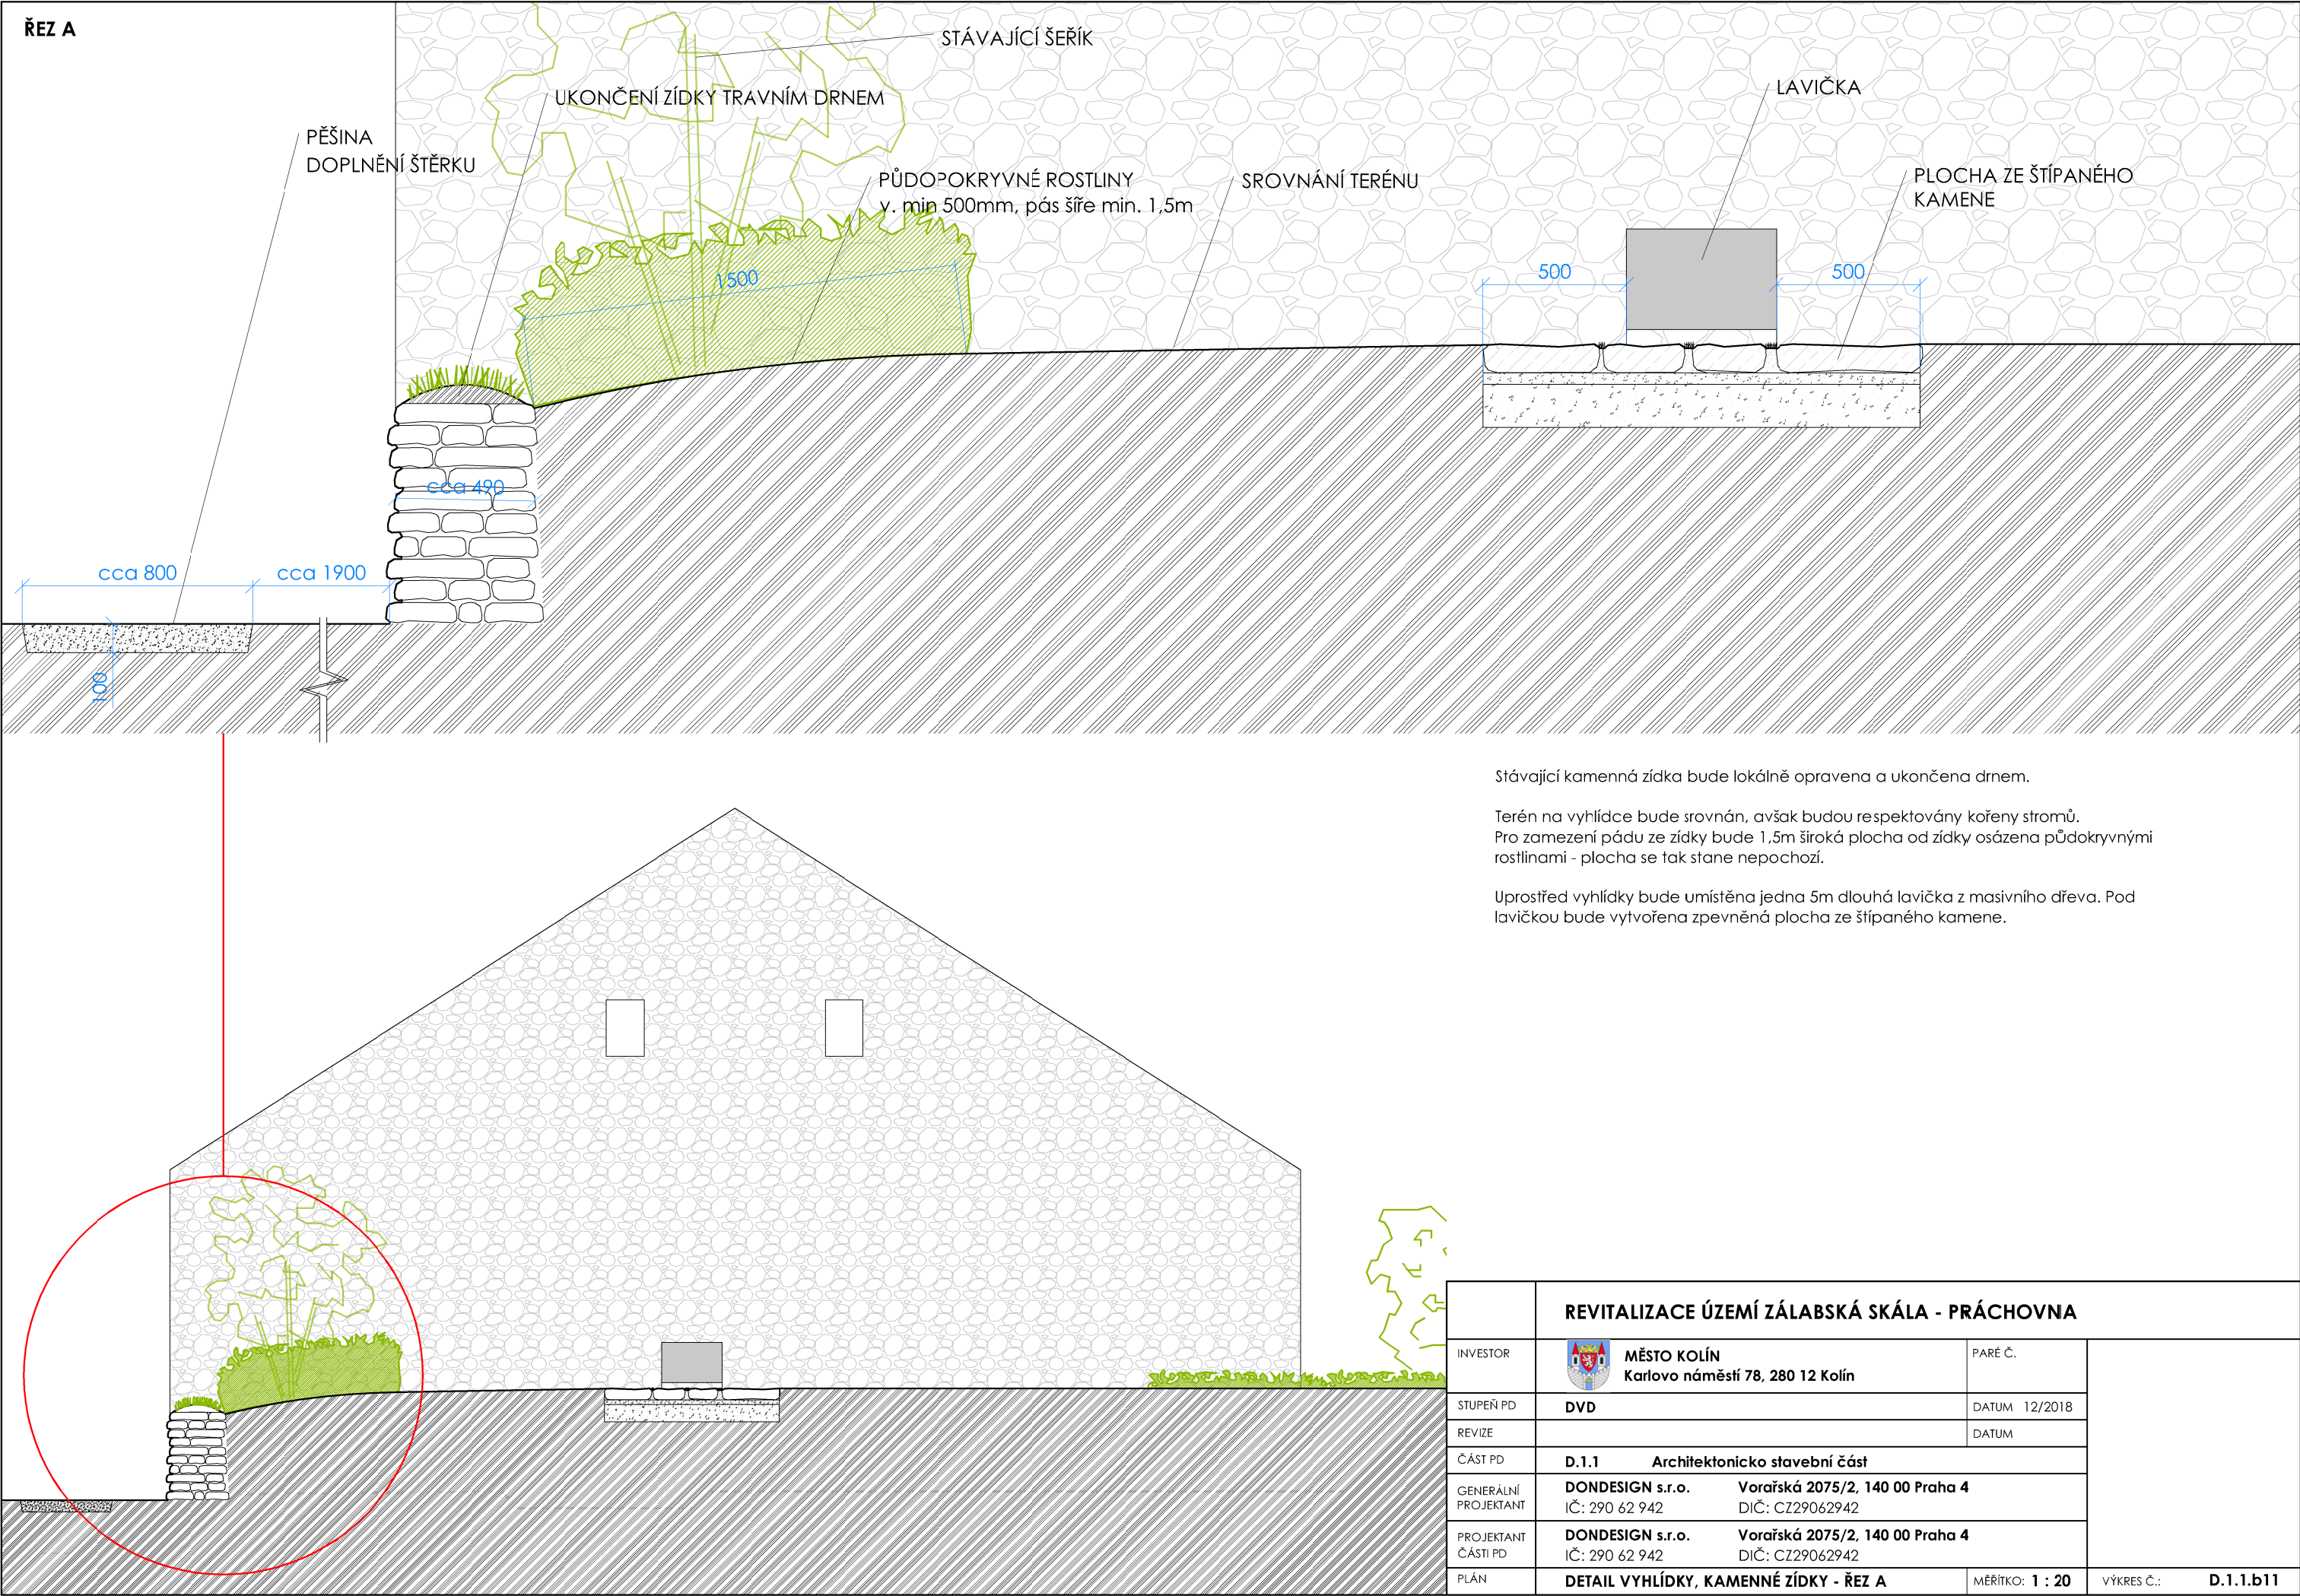 ŘEZ A
STÁVAJÍCÍ ŠEŘÍK
UKONČENÍ ZÍDKY TRAVNÍM DRNEM
LAVIČKA
PĚŠINA
DOPLNĚNÍ ŠTĚRKU
PŮDOPOKRYVNÉ ROSTLINY
v. min 500mm, pás šíře min. 1,5m
SROVNÁNÍ TERÉNU
PLOCHA ZE ŠTÍPANÉHO
KAMENE
1500
500
500
cca 490
cca 800
cca 1900
100
Stávající kamenná zídka bude lokálně opravena a ukončena drnem.
Terén na vyhlídce bude srovnán, avšak budou respektovány kořeny stromů.
Pro zamezení pádu ze zídky bude 1,5m široká plocha od zídky osázena půdokryvnými
rostlinami - plocha se tak stane nepochozí.
Uprostřed vyhlídky bude umístěna jedna 5m dlouhá lavička z masivního dřeva. Pod
lavičkou bude vytvořena zpevněná plocha ze štípaného kamene.
REVITALIZACE ÚZEMÍ ZÁLABSKÁ SKÁLA - PRÁCHOVNA
INVESTOR
MĚSTO KOLÍN
Karlovo náměstí 78, 280 12 Kolín
PARÉ Č.
STUPEŇ PD
DVD
DATUM 12/2018
REVIZE
DATUM
ČÁST PD
D.1.1 Architektonicko stavební část
GENERÁLNÍ
PROJEKTANT
DONDESIGN s.r.o. Vorařská 2075/2, 140 00 Praha 4
IČ: 290 62 942 DIČ: CZ29062942
PROJEKTANT
ČÁSTI PD
DONDESIGN s.r.o. Vorařská 2075/2, 140 00 Praha 4
IČ: 290 62 942 DIČ: CZ29062942
PLÁN
DETAIL VYHLÍDKY, KAMENNÉ ZÍDKY - ŘEZ A
MĚŘÍTKO: 1 : 20
VÝKRES Č.: D.1.1.b11